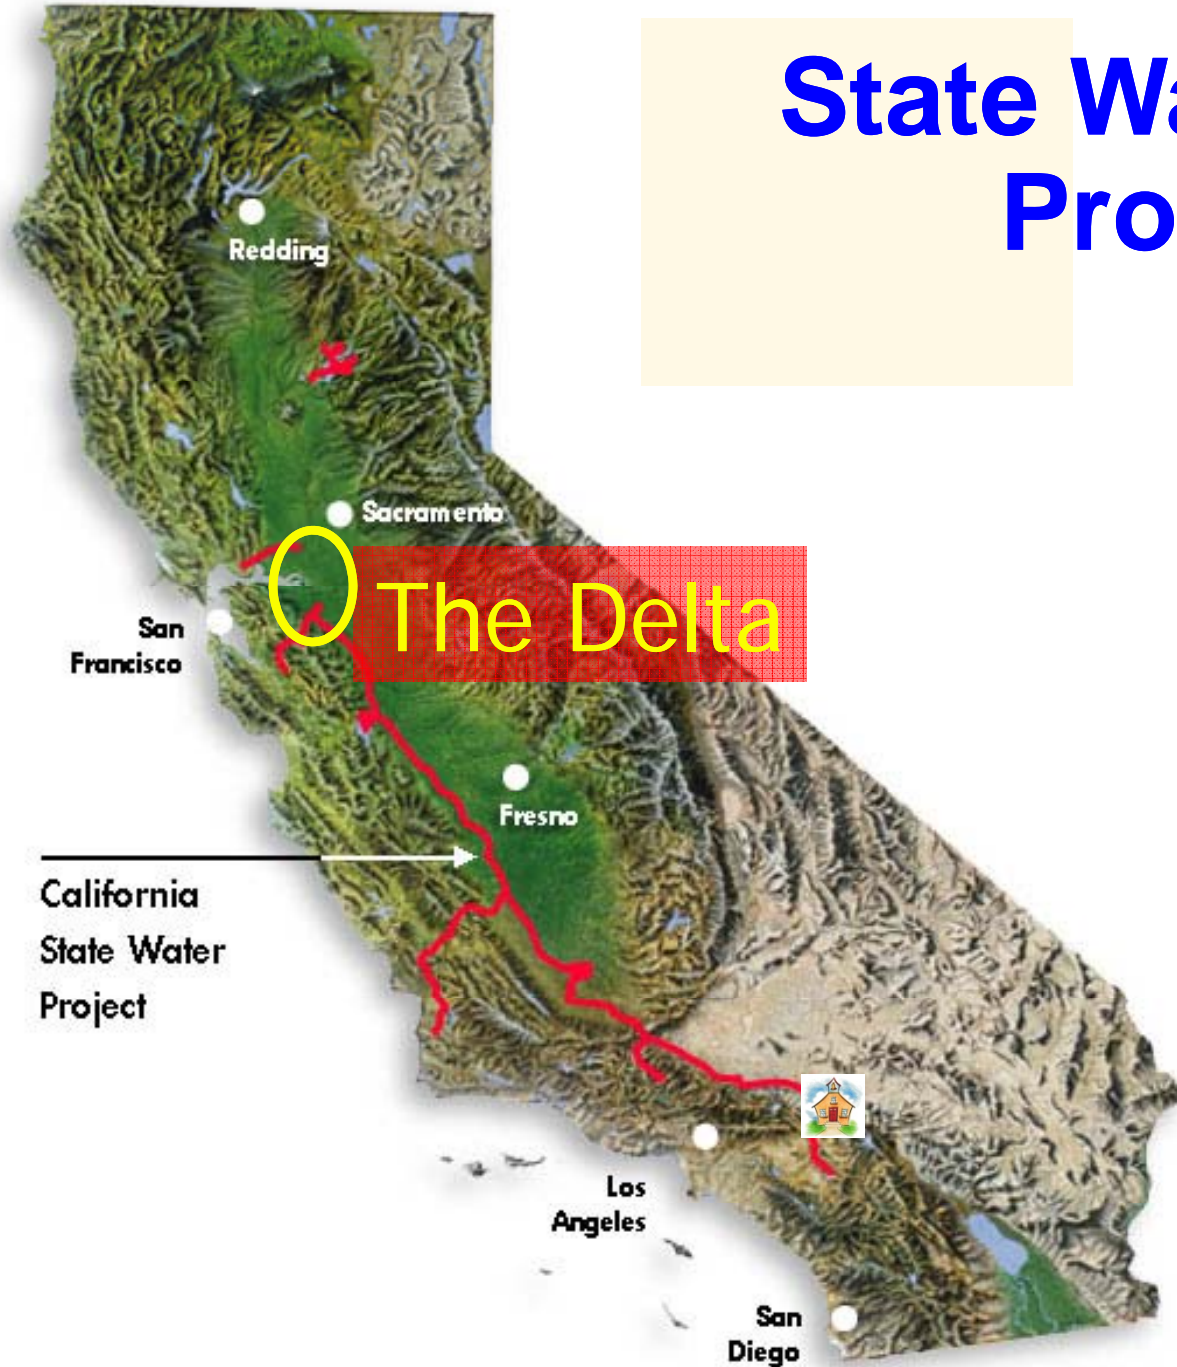 State Wa
Pro
Redding
Sacramento
The Delta
San
Francisco
Fresno
California
State Water
Project
Los
Angeles
San
Diego